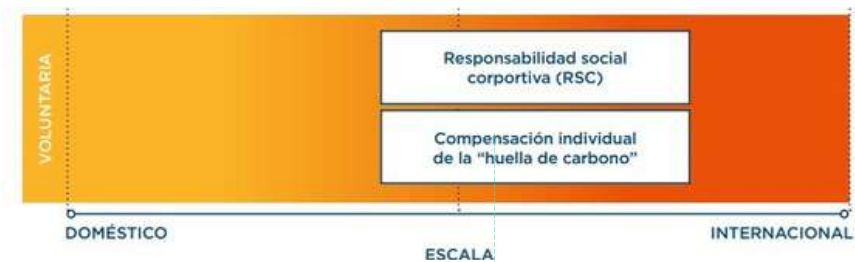 VOLUNTARIA
Responsabilidad social
corportiva (RSC)
Compensación individual
de la “huella de carbono”
DOMÉSTICO
INTERNACIONAL
ESCALA